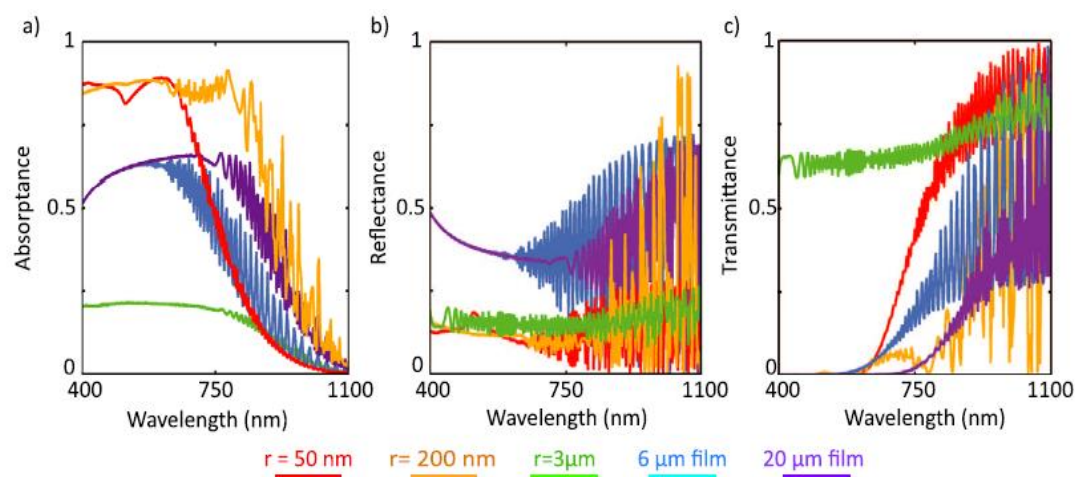 a)
b)
c)
1
1
1
Absorptance
0.5
Reflectance
0.5
Transmittance
0.5
0
0
0
400 750 1100
400 750 1100
400 750 1100
Wavelength (nm)
Wavelength (nm)
Wavelength (nm)
r = 50 nm r= 200 nm r=3µm 6 µm film 20 µm film